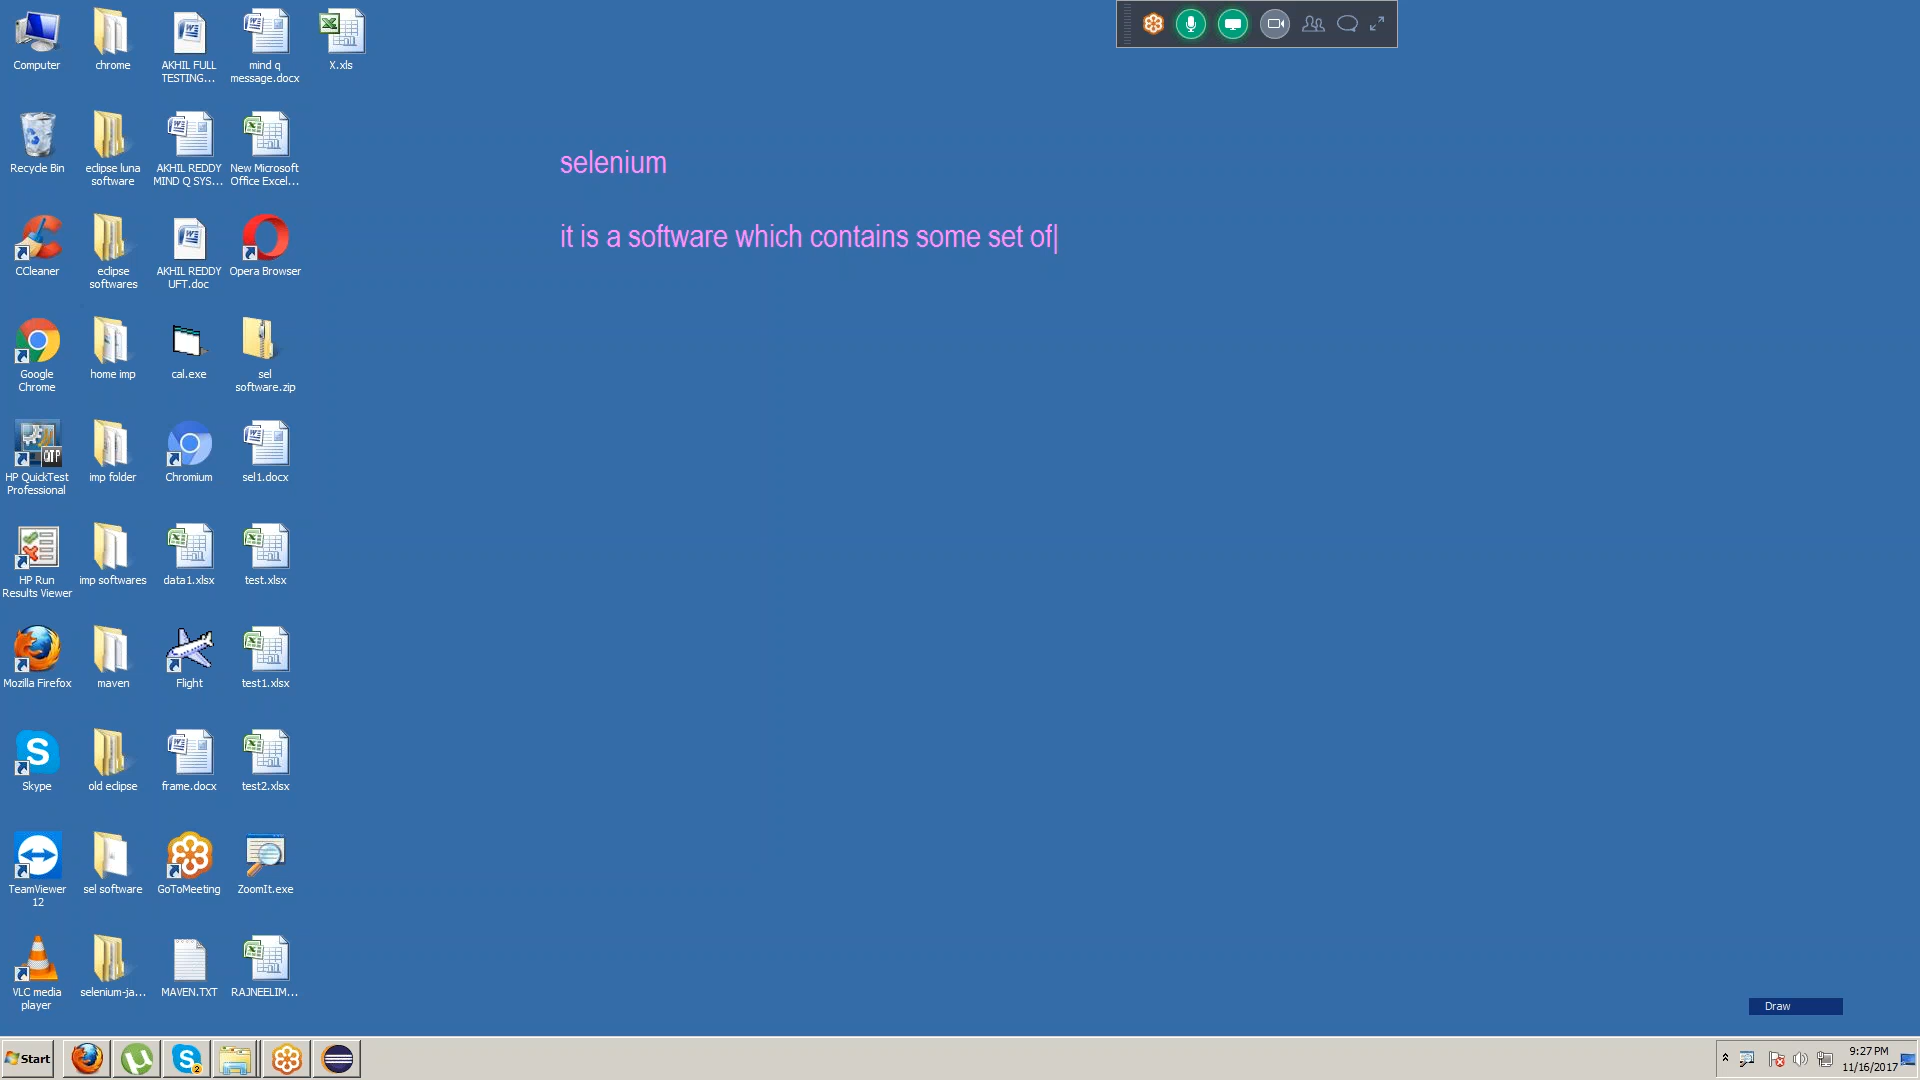 Computer
chrome
AKHIL FULL
TESTING...
mind q
message.docx
X.xls
Recycle Bin
eclipse luna
software
AKHIL REDDY
MIND Q SYS...
New Microsoft
Office Excel...
CCleaner
eclipse
softwares
AKHIL REDDY
UFT.doc
Opera Browser
Google
Chrome
home imp
cal.exe
sel
software.zip
QTP
HP QuickTest
Professional
imp folder
Chromium
sel1.docx
HP Run
Results Viewer
imp softwares
data1.xlsx
test.xlsx
Mozilla Firefox
maven
Flight
test1.xlsx
Skype
old eclipse
frame.docx
test2.xlsx
TeamViewer
12
sel software
GoToMeeting
ZoomIt.exe
VLC media
player
selenium-ja...
MAVEN.TXT
RAJNEELIM...
selenium
it is a software which contains some set of
Draw
Start
2
9:27 PM
11/16/2017